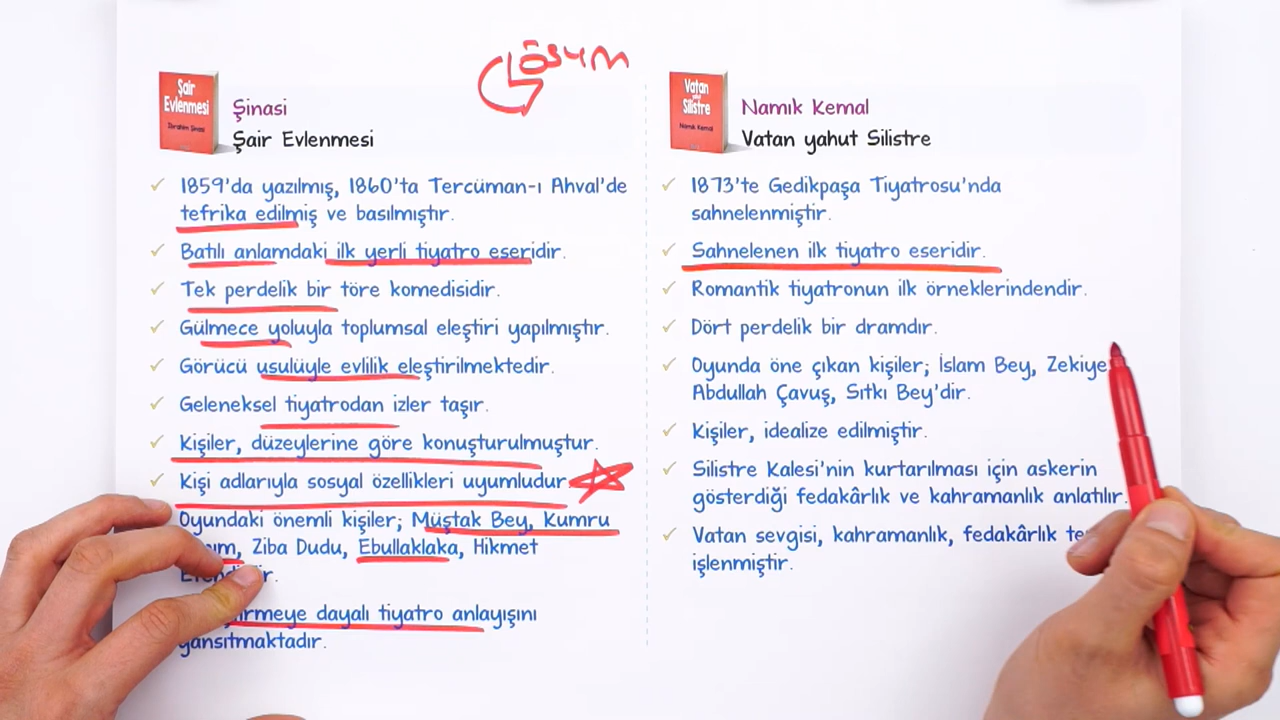 ÖSYM
Şair
Evlenmesi
İbrahim Şinasi
Şinasi
Şair Evlenmesi
1859'da yazılmış, 1860'ta Tercüman-ı Ahval'de
tefrika edilmiş ve basılmıştır.
Batılı anlamdaki ilk yerli tiyatro eseridir.
Tek perdelik bir töre komedisidir.
Gülmece yoluyla toplumsal eleştiri yapılmıştır.
Görücü usulüyle evlilik eleştirilmektedir.
Geleneksel tiyatrodan izler taşır.
Kişiler, düzeylerine göre konuşturulmuştur.
Kişi adlarıyla sosyal özellikleri uyumludur.
Oyundaki önemli kişiler; Müştak Bey, Kumru
Ziba Dudu, Ebullaklaka, Hikmet
dayalı tiyatro anlayışını
yansıtmaktadır.
Vatan
yahut
Silistre
Namık Kemal
Namık Kemal
Vatan yahut Silistre
1873'te Gedikpaşa Tiyatrosu'nda
sahnelenmiştir.
Sahnelenen ilk tiyatro eseridir.
Romantik tiyatronun ilk örneklerindendir.
Dört perdelik bir dramdır.
Oyunda öne çıkan kişiler; İslam Bey, Zekiye
Abdullah Çavuş, Sıtkı Bey'dir.
Kişiler, idealize edilmiştir.
Silistre Kalesi'nin kurtarılması için askerin
gösterdiği fedakârlık ve kahramanlık anlatılır.
Vatan sevgisi, kahramanlık, fedakârlık
işlenmiştir.